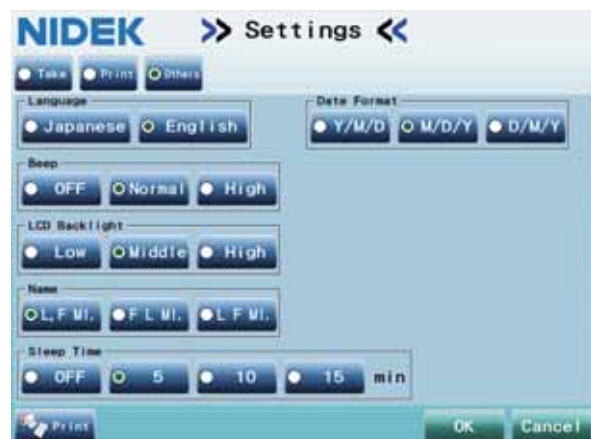 NIDEK >> Settings <<
Take Print Others
Language Date Format
Japanese English Y/M/D M/D/Y D/M/Y
Beep
OFF Normal High
LCD Backlight
Low Middle High
Name
L, F MI. F L MI. L F MI.
Sleep Time
OFF 5 10 15 min
Print OK Cancel